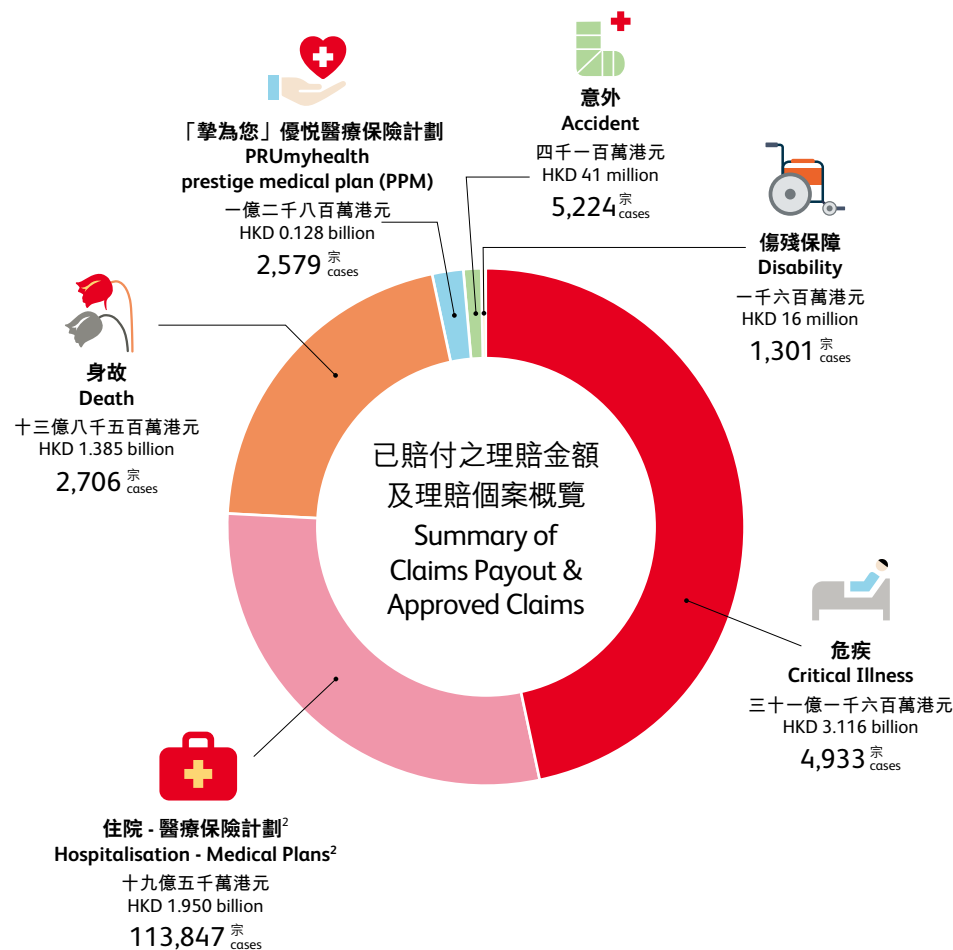 「摯為您」優悦醫療保險計劃
PRUmyhealth
prestige medical plan (PPM)
一億二千八百萬港元
HKD 0.128 billion
2,579 宗 cases
意外
Accident
四千一百萬港元
HKD 41 million
5,224 宗 cases
傷殘保障
Disability
一千六百萬港元
HKD 16 million
1,301 宗 cases
身故
Death
十三億八千五百萬港元
HKD 1.385 billion
2,706 宗 cases
已賠付之理賠金額
及理賠個案概覽
Summary of
Claims Payout &
Approved Claims
危疾
Critical Illness
三十一億一千六百萬港元
HKD 3.116 billion
4,933 宗 cases
住院 - 醫療保險計劃²
Hospitalisation - Medical Plans²
十九億五千萬港元
HKD 1.950 billion
113,847 宗 cases